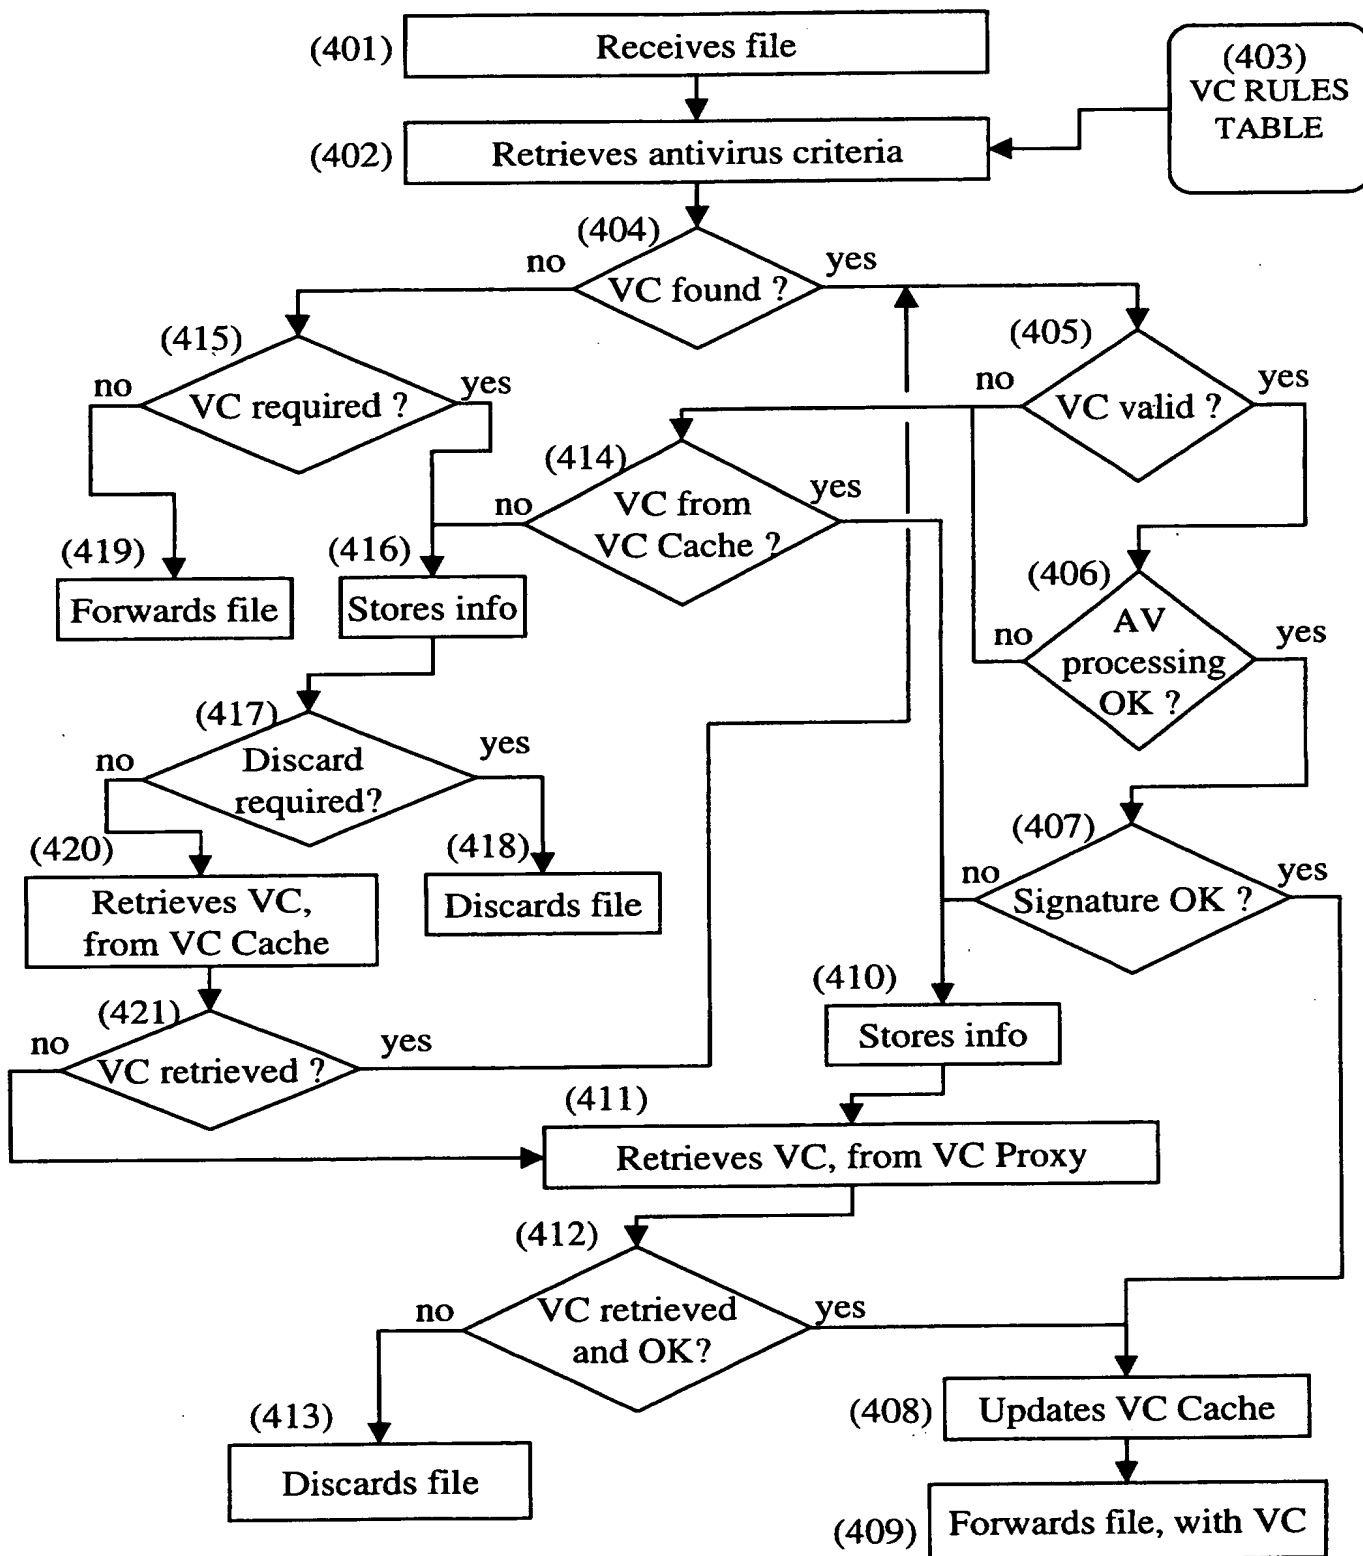 (401)
Receives file
(403)
VC RULES
TABLE
(402)
Retrieves antivirus criteria
(404)
no
yes
VC found ?
(415)
(405)
no
yes
no
yes
VC required ?
VC valid ?
(414)
no
VC from
VC Cache ?
yes
(419)
(416)
(406)
Forwards file
Stores info
no
AV
processing
OK ?
yes
(417)
no
yes
Discard
required?
(407)
(420)
(418)
no
yes
Retrieves VC,
from VC Cache
Discards file
Signature OK ?
(410)
(421)
no
yes
Stores info
VC retrieved ?
(411)
Retrieves VC, from VC Proxy
(412)
no
VC retrieved
and OK?
yes
(413)
(408)
Updates VC Cache
Discards file
(409)
Forwards file, with VC